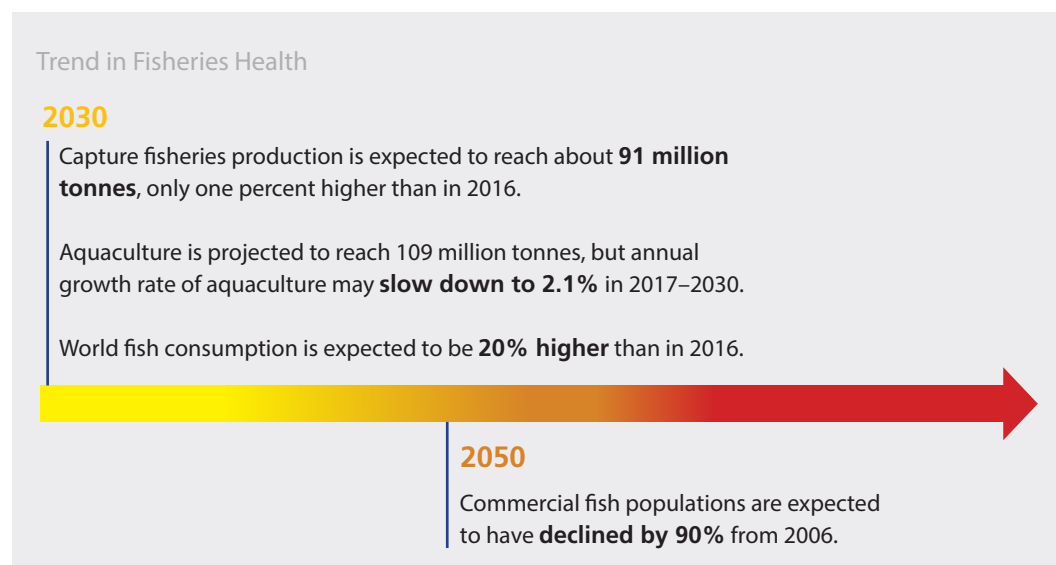 Trend in Fisheries Health
2030
Capture fisheries production is expected to reach about 91 million
tonnes, only one percent higher than in 2016.
Aquaculture is projected to reach 109 million tonnes, but annual
growth rate of aquaculture may slow down to 2.1% in 2017–2030.
World fish consumption is expected to be 20% higher than in 2016.
2050
Commercial fish populations are expected
to have declined by 90% from 2006.